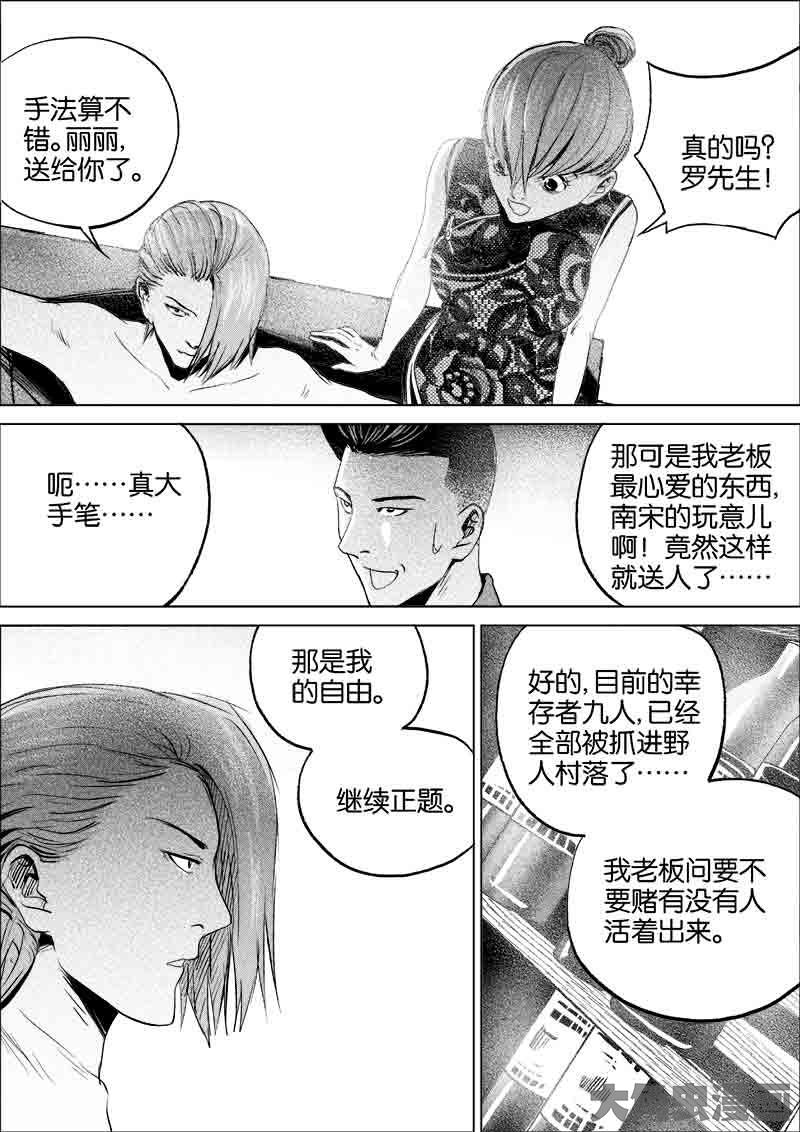 手法算不
错。丽丽，
送给你了。
真的吗？
罗先生！
呃……真大
手笔……
那可是我老板
最心爱的东西，
南宋的玩意儿
啊！竟然这样
就送人了……
那是我
的自由。
继续正题。
好的，目前的幸
存者九人，已经
全部被抓进野
人村落了……
我老板问要不
要赌有没有人
活着出来。
大角虫漫画